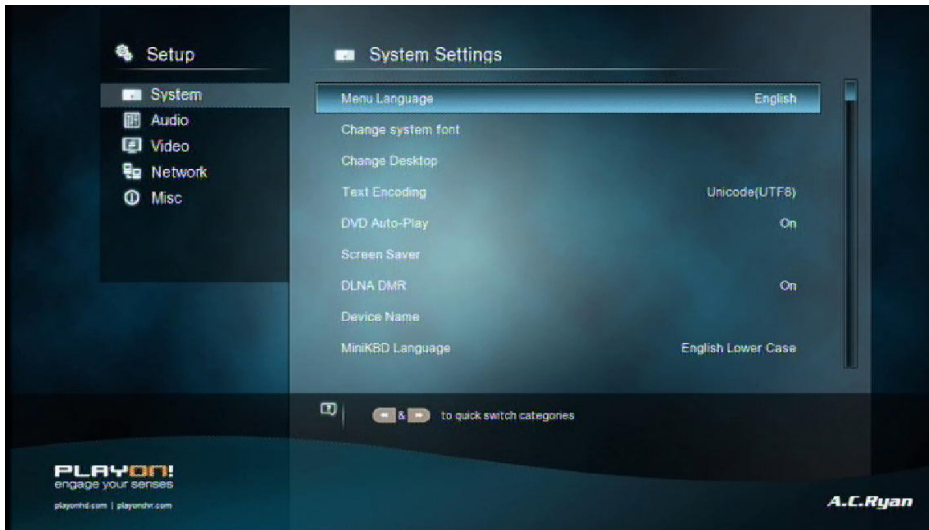 Setup
System
Audio
Video
Network
Misc
System Settings
Menu Language English
Change system font
Change Desktop
Text Encoding Unicode(UTF8)
DVD Auto-Play On
Screen Saver
DLNA DMR On
Device Name
MiniKBD Language English Lower Case
& to quick switch categories
PLAYON!
engage your senses
playonhd.com | playondvr.com
A.C.Ryan